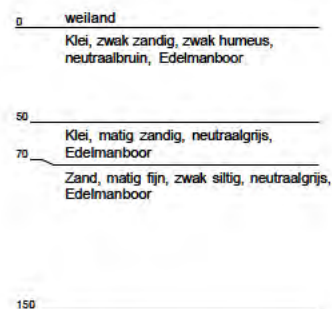 0 weiland
Klei, zwak zandig, zwak humeus,
neutraalbruin, Edelmanboor
50
Klei, matig zandig, neutraalgrijs,
Edelmanboor
70
Zand, matig fijn, zwak siltig, neutraalgrijs,
Edelmanboor
150